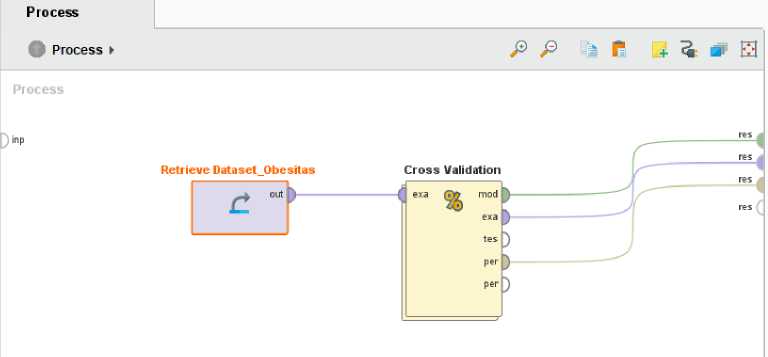 Process
Process
Process
inp
Retrieve Dataset_Obesitas
out
Cross Validation
exa
%
mod
exa
tes
per
per
res
res
res
res